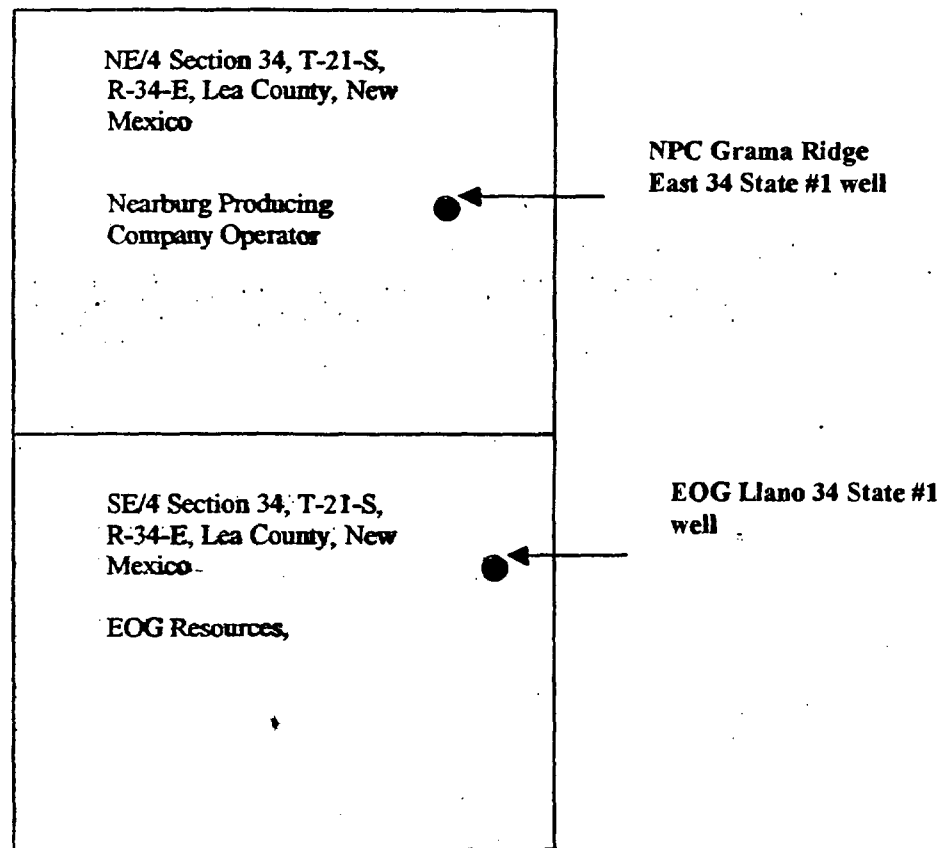 NE/4 Section 34, T-21-S,
R-34-E, Lea County, New
Mexico
Nearburg Producing
Company Operator
NPC Grama Ridge
East 34 State #1 well
SE/4 Section 34, T-21-S,
R-34-E, Lea County, New
Mexico
EOG Resources,
EOG Llano 34 State #1
well